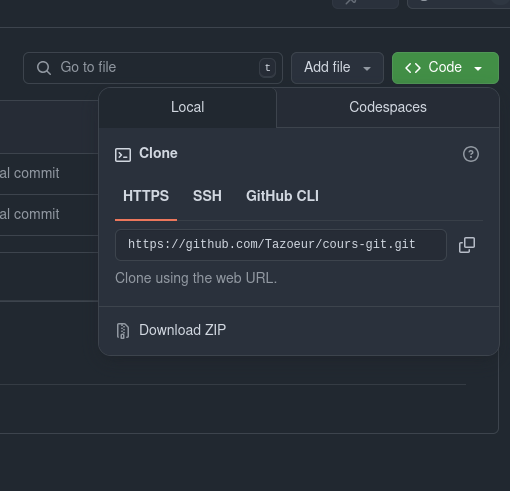 Go to file
t
Add file
Code
Local
Codespaces
al commit
Clone
HTTPS
SSH
GitHub CLI
al commit
https://github.com/Tazoeur/cours-git.git
Clone using the web URL.
Download ZIP